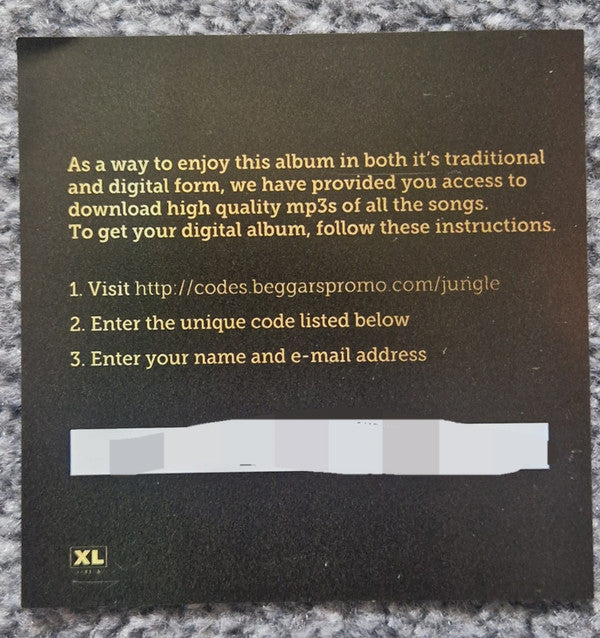 As a way to enjoy this album in both it's traditional
and digital form, we have provided you access to
download high quality mp3s of all the songs.
To get your digital album, follow these instructions.
1. Visit http://codes.beggarspromo.com/jungle
2. Enter the unique code listed below
3. Enter your name and e-mail address
XL